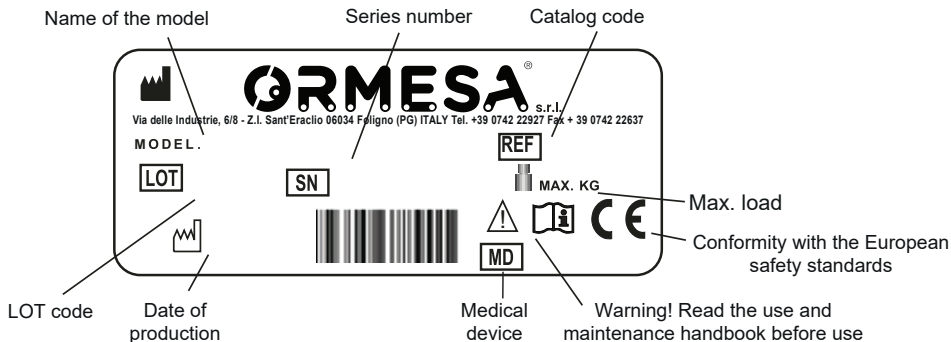 Name of the model
Series number
Catalog code
ORMESA®
s.r.l.
Via delle Industrie, 6/8 - Z.I. Sant'Eraclio 06034 Foligno (PG) ITALY Tel. +39 0742 22927 Fax + 39 0742 22637
MODEL.
REF
LOT
SN
MAX. KG
Max. load
CE
Conformity with the European
safety standards
MD
LOT code
Date of
production
Medical
device
Warning! Read the use and
maintenance handbook before use